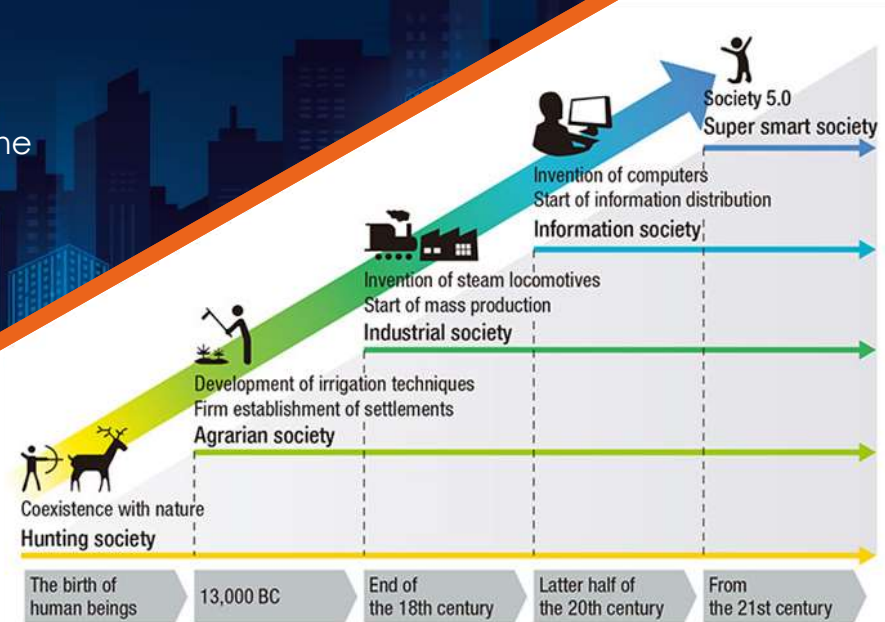 Society 5.0
Super smart society
Invention of computers
Start of information distribution
Information society
Invention of steam locomotives
Start of mass production
Industrial society
Development of irrigation techniques
Firm establishment of settlements
Agrarian society
Coexistence with nature
Hunting society
The birth of
human beings
13,000 BC
End of
the 18th century
Latter half of
the 20th century
From
the 21st century